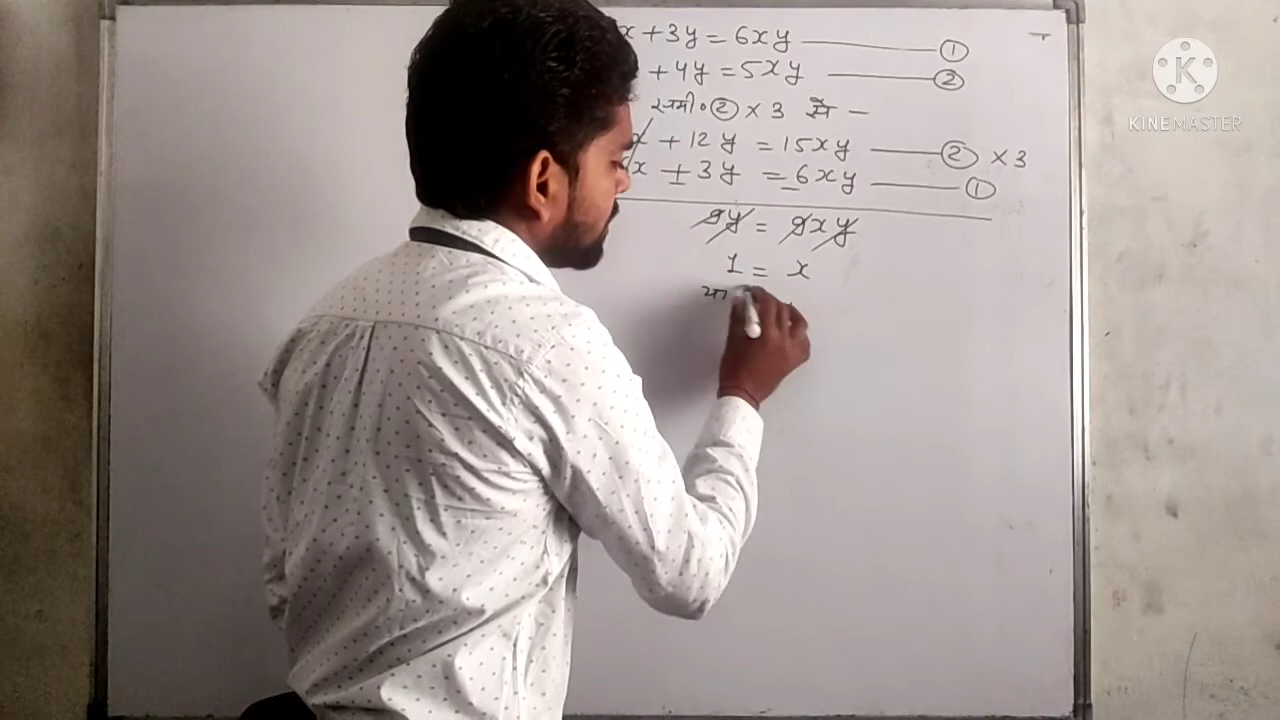 x + 3y = 6xy ——— ①
+ 4y = 5xy ——— ②
समी० ② × 3 से –
x + 12y = 15xy ——— ② × 3
x + 3y = 6xy ——— ①
9y = 9xy
1 = x
या
K
KINEMASTER